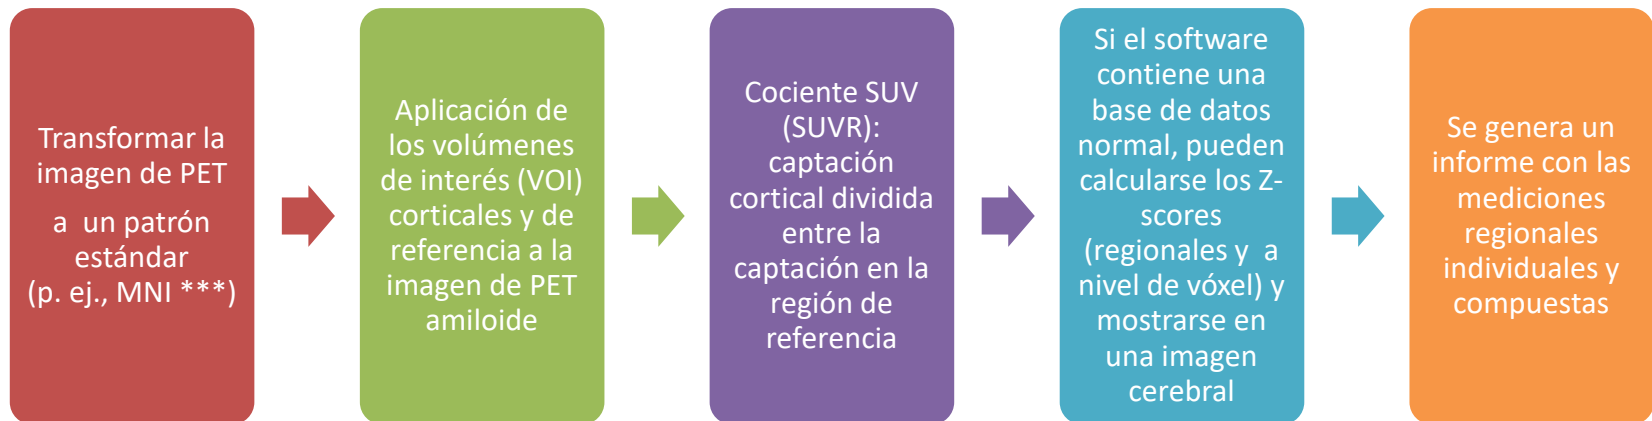 Transformar la
imagen de PET
a un patrón
estándar
(p. ej., MNI ***)
Aplicación de
los volúmenes
de interés (VOI)
corticales y de
referencia a la
imagen de PET
amiloide
Cociente SUV
(SUVR):
captación
cortical dividida
entre la
captación en la
región de
referencia
Si el software
contiene una
base de datos
normal, pueden
calcularse los Z-
scores
(regionales y a
nivel de vóxel) y
mostrarse en
una imagen
cerebral
Se genera un
informe con las
mediciones
regionales
individuales y
compuestas